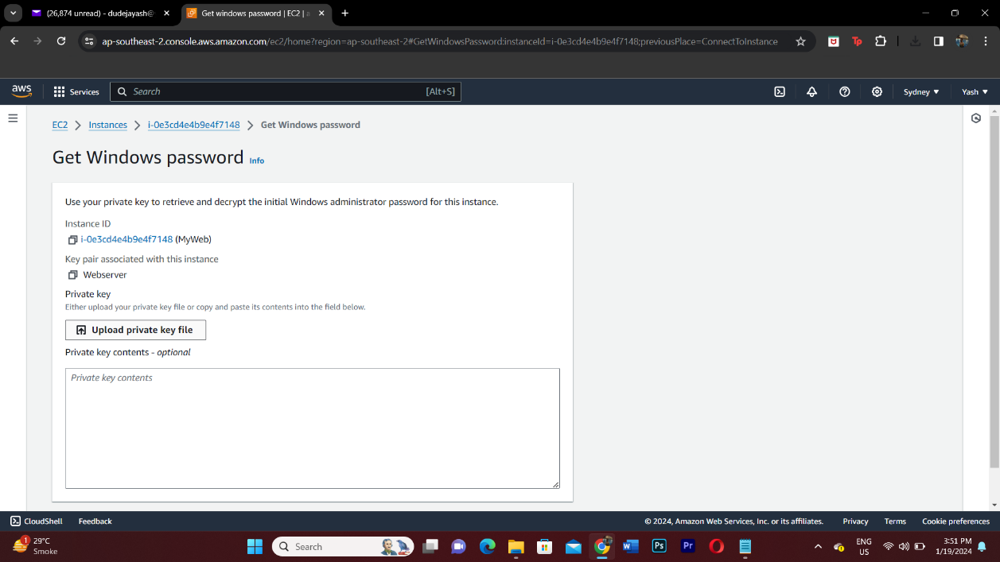 (26,874 unread) - dudejayash@
Get windows password | EC2 |
ap-southeast-2.console.aws.amazon.com/ec2/home?region=ap-southeast-2#GetWindowsPassword:instanceId=i-0e3cd4e4b9e4f7148;previousPlace=ConnectToInstance
Tp
aws
Services
Search
[Alt+S]
Sydney
Yash
EC2
Instances
i-0e3cd4e4b9e4f7148
Get Windows password
Get Windows password Info
Use your private key to retrieve and decrypt the initial Windows administrator password for this instance.
Instance ID
i-0e3cd4e4b9e4f7148 (MyWeb)
Key pair associated with this instance
Webserver
Private key
Either upload your private key file or copy and paste its contents into the field below.
Upload private key file
Private key contents - optional
Private key contents
CloudShell
Feedback
© 2024, Amazon Web Services, Inc. or its affiliates.
Privacy
Terms
Cookie preferences
1
29°C
Smoke
Search
W
Ps
Pr
ENG
US
3:51 PM
1/19/2024